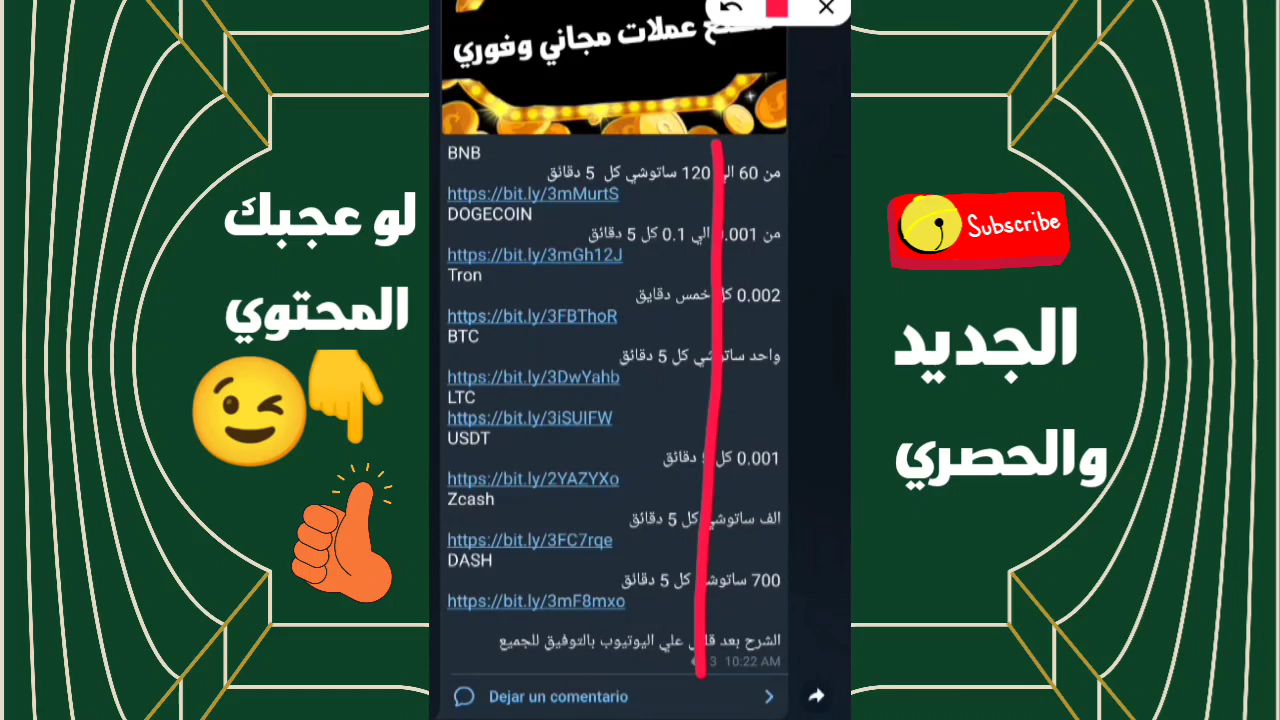 عملات مجاني وفوري
BNB
من 60 الي 120 ساتوشي كل 5 دقائق
https://bit.ly/3mMurtS
DOGECOIN
من 0.001 الي 0.1 كل 5 دقائق
https://bit.ly/3mGh12J
Tron
0.002 كل خمس دقايق
https://bit.ly/3FBThoR
BTC
واحد ساتوشي كل 5 دقائق
https://bit.ly/3DwYahb
LTC
https://bit.ly/3iSUIFW
USDT
0.001 كل 5 دقائق
https://bit.ly/2YAZYXo
Zcash
الف ساتوشي كل 5 دقائق
https://bit.ly/3FC7rqe
DASH
700 ساتوشي كل 5 دقائق
https://bit.ly/3mF8mxo
الشرح بعد قليل علي اليوتيوب بالتوفيق للجميع
3 10:22 AM
Dejar un comentario
لو عجبك
المحتوي
Subscribe
الجديد
والحصري